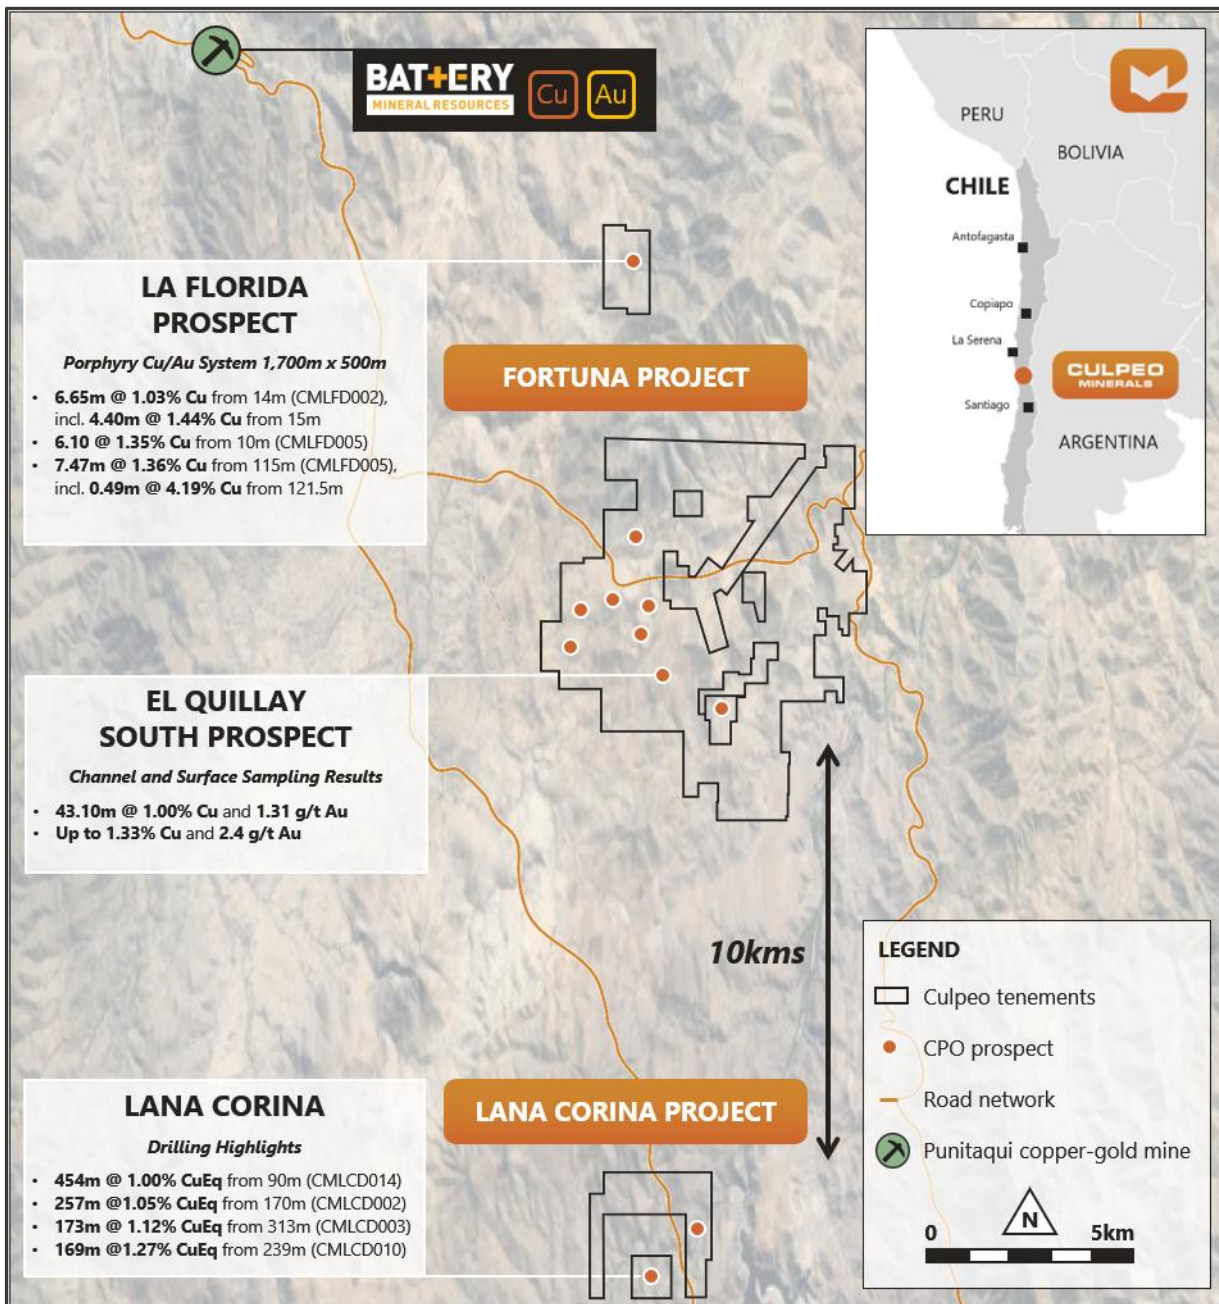 BATTERY
MINERAL RESOURCES
Cu
Au
PERU
BOLIVIA
CHILE
Antofagasta
Copiapo
La Serena
CULPEO
MINERALS
Santiago
ARGENTINA
LA FLORIDA
PROSPECT
Porphyry Cu/Au System 1,700m x 500m
• 6.65m @ 1.03% Cu from 14m (CMLFD002),
incl. 4.40m @ 1.44% Cu from 15m
• 6.10 @ 1.35% Cu from 10m (CMLFD005)
• 7.47m @ 1.36% Cu from 115m (CMLFD005),
incl. 0.49m @ 4.19% Cu from 121.5m
FORTUNA PROJECT
EL QUILLAY
SOUTH PROSPECT
Channel and Surface Sampling Results
• 43.10m @ 1.00% Cu and 1.31 g/t Au
• Up to 1.33% Cu and 2.4 g/t Au
10kms
LANA CORINA
Drilling Highlights
• 454m @ 1.00% CuEq from 90m (CMLCD014)
• 257m @1.05% CuEq from 170m (CMLCD002)
• 173m @ 1.12% CuEq from 313m (CMLCD003)
• 169m @1.27% CuEq from 239m (CMLCD010)
LANA CORINA PROJECT
LEGEND
Culpeo tenements
CPO prospect
Road network
Punitaqui copper-gold mine
N
0 5km